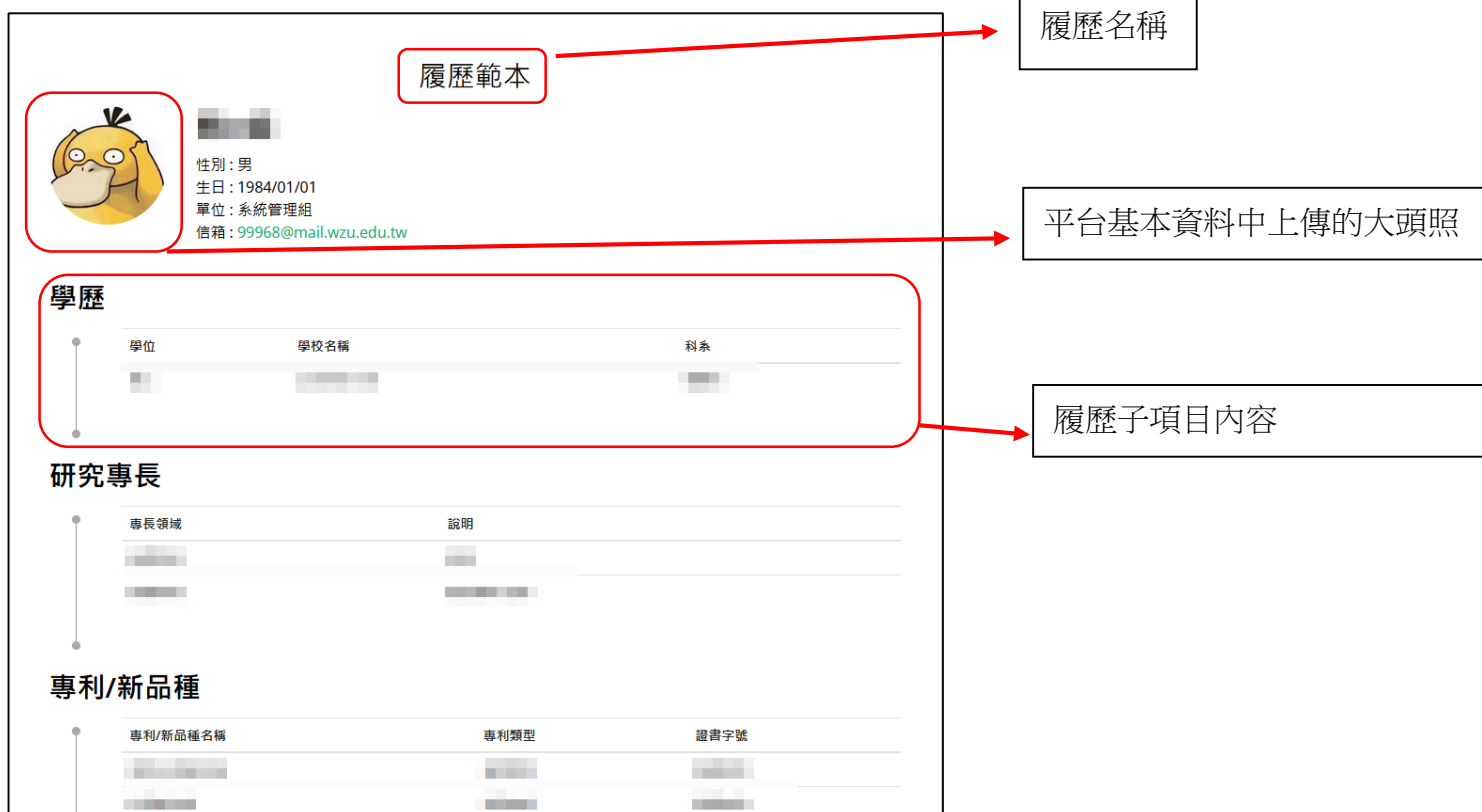 履歷名稱
履歷範本
性別 : 男
生日 : 1984/01/01
單位 : 系統管理組
信箱 : 99968@mail.wzu.edu.tw
平台基本資料中上傳的大頭照
學歷
學位 學校名稱 科系
履歷子項目內容
研究專長
專長領域 說明
專利/新品種
專利/新品種名稱 專利類型 證書字號